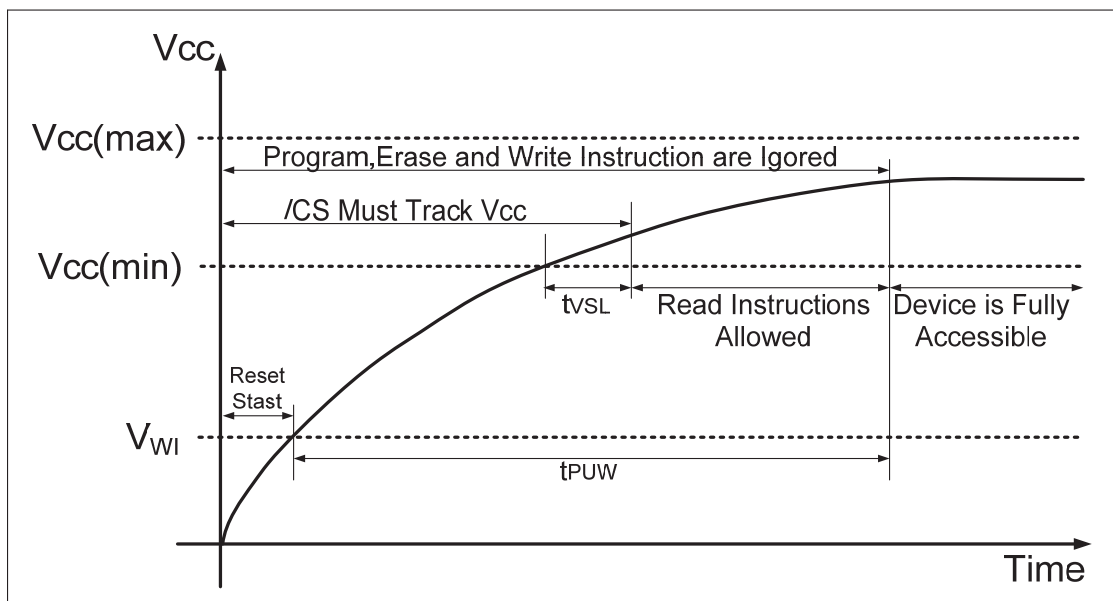 Vcc
Vcc(max)
Program,Erase and Write Instruction are Igored
/CS Must Track Vcc
Vcc(min)
tVSL
Read Instructions
Allowed
Device is Fully
Accessible
Reset
Stast
VWI
tPUW
Time